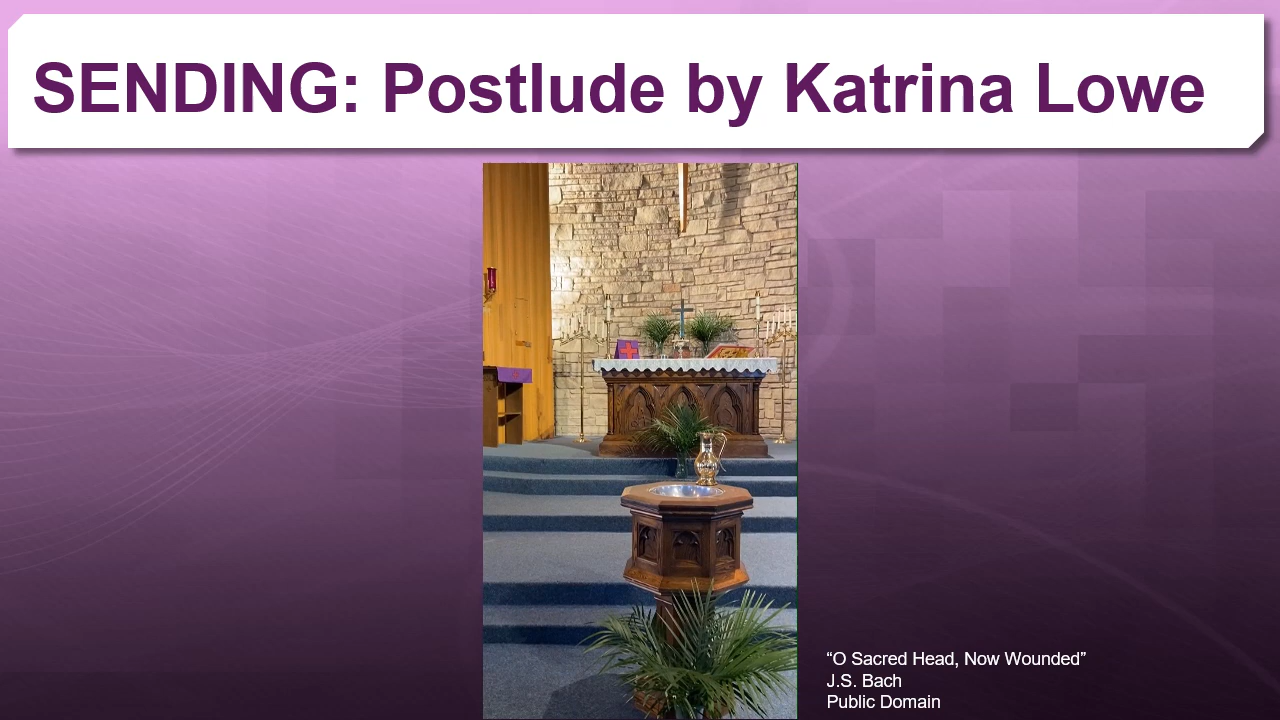 SENDING: Postlude by Katrina Lowe
“O Sacred Head, Now Wounded”
J.S. Bach
Public Domain